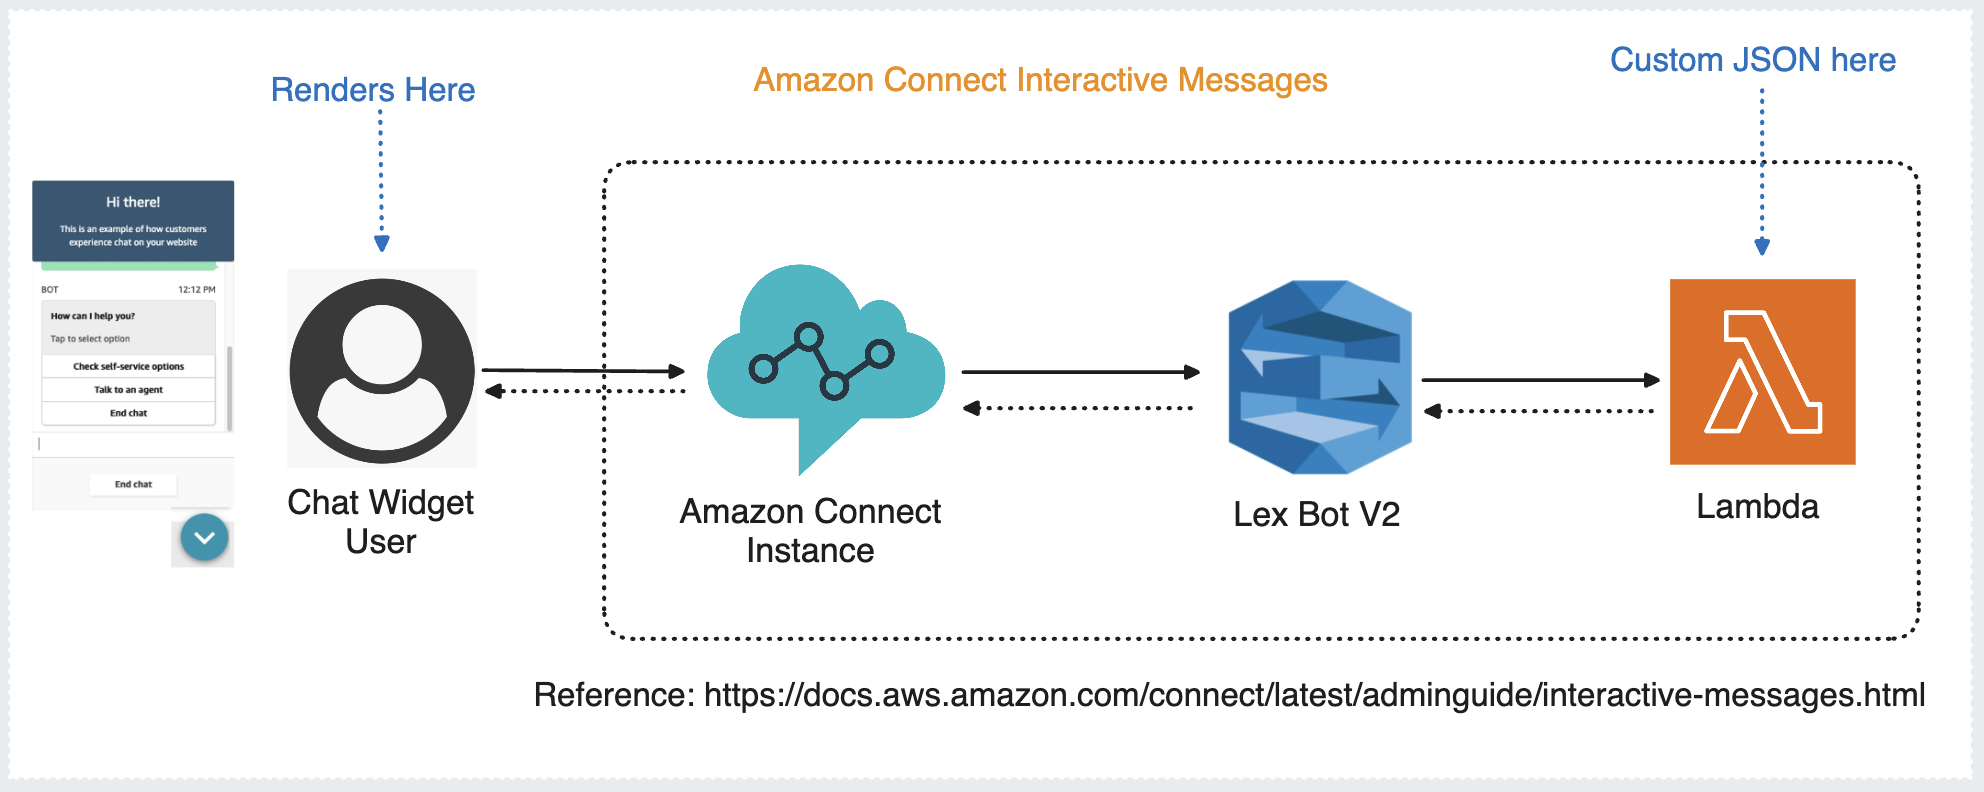 Renders Here
Amazon Connect Interactive Messages
Custom JSON here
Hi there!
This is an example of how customers
experience chat on your website
BOT 12:12 PM
How can I help you?
Tap to select option
Check self-service options
Talk to an agent
End chat
End chat
Chat Widget
User
Amazon Connect
Instance
Lex Bot V2
Lambda
Reference: https://docs.aws.amazon.com/connect/latest/adminguide/interactive-messages.html